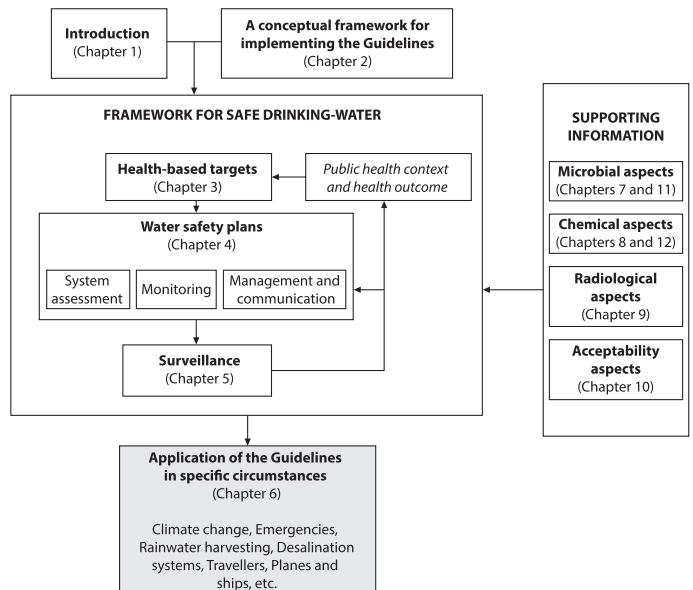 Introduction
(Chapter 1)
A conceptual framework for
implementing the Guidelines
(Chapter 2)
FRAMEWORK FOR SAFE DRINKING-WATER
Health-based targets
(Chapter 3)
Public health context
and health outcome
Water safety plans
(Chapter 4)
System
assessment
Monitoring
Management and
communication
Surveillance
(Chapter 5)
SUPPORTING
INFORMATION
Microbial aspects
(Chapters 7 and 11)
Chemical aspects
(Chapters 8 and 12)
Radiological
aspects
(Chapter 9)
Acceptability
aspects
(Chapter 10)
Application of the Guidelines
in specific circumstances
(Chapter 6)
Climate change, Emergencies,
Rainwater harvesting, Desalination
systems, Travellers, Planes and
ships, etc.